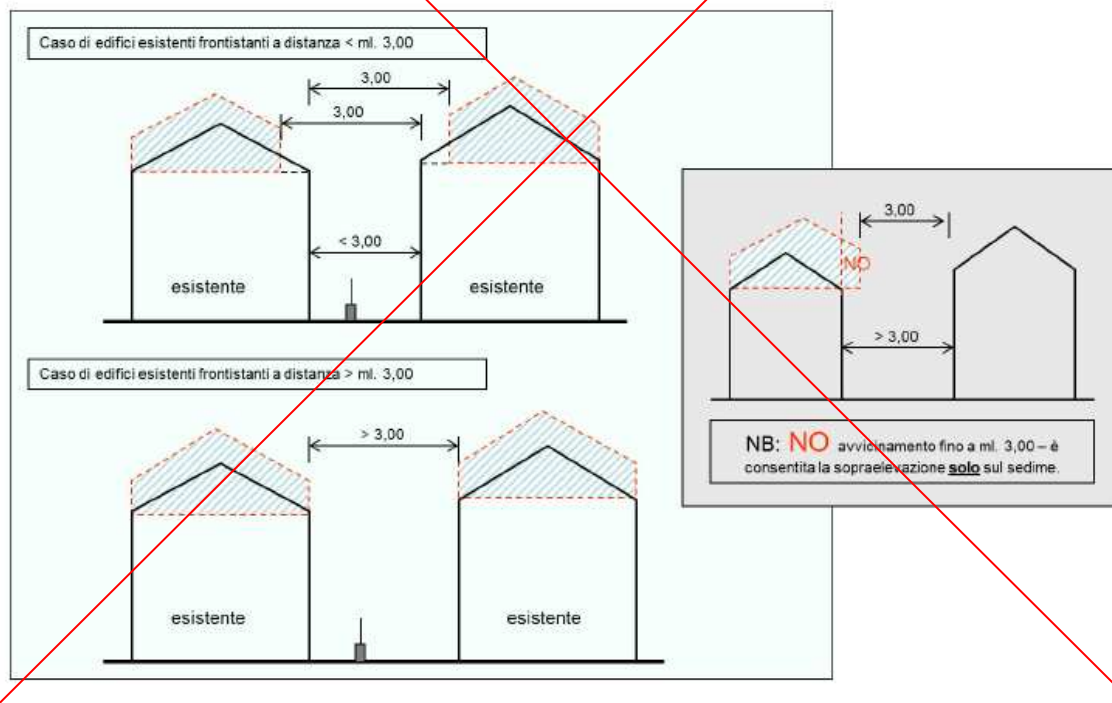 Caso di edifici esistenti frontistanti a distanza < ml. 3,00
3,00
3,00
< 3,00
esistente
esistente
Caso di edifici esistenti frontistanti a distanza > ml. 3,00
> 3,00
esistente
esistente
3,00
NO
> 3,00
NB: NO avvicinamento fino a ml. 3,00 – è
consentita la sopraelevazione solo sul sedime.